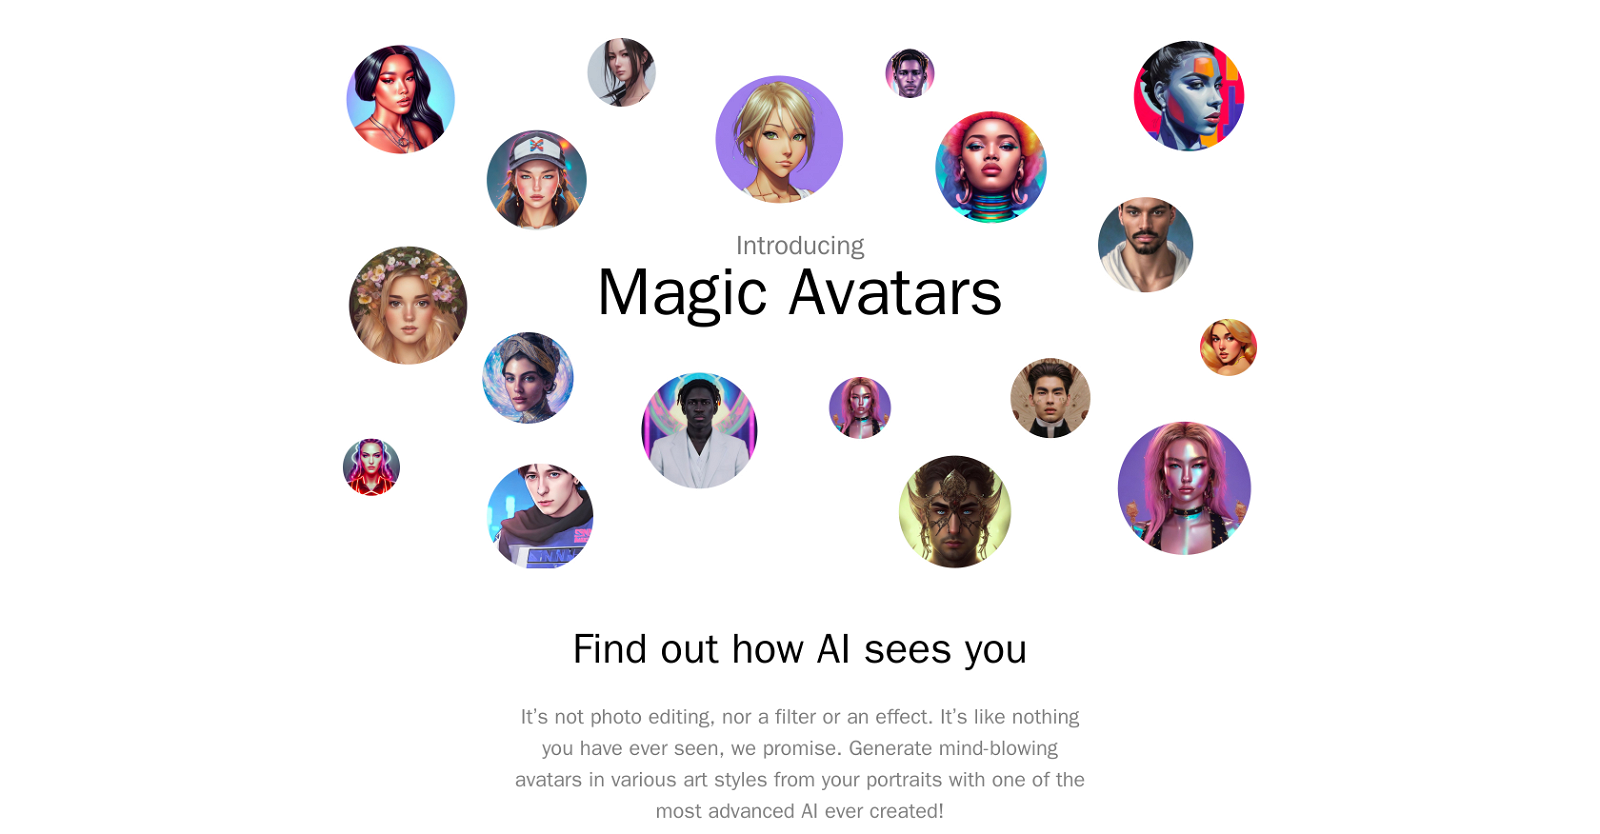 Introducing
Magic Avatars
Find out how AI sees you
It’s not photo editing, nor a filter or an effect. It’s like nothing
you have ever seen, we promise. Generate mind-blowing
avatars in various art styles from your portraits with one of the
most advanced AI ever created!